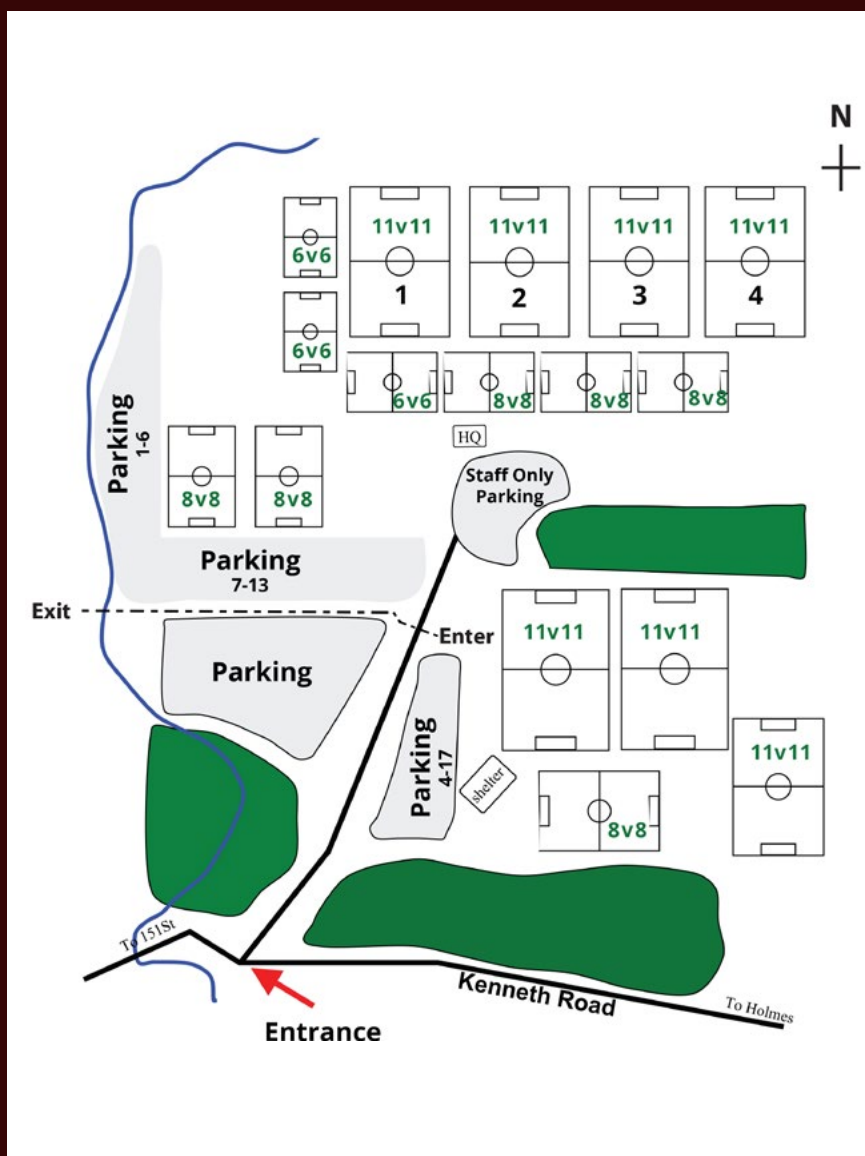 N
11v11
11v11
11v11
11v11
6v6
1
2
3
4
6v6
6v6
8v8
8v8
8v8
HQ
Parking
1-6
Staff Only
Parking
8v8
8v8
Parking
7-13
Exit
Enter
11v11
11v11
Parking
Parking
4-17
shelter
11v11
8v8
To 151St
Kenneth Road
To Holmes
Entrance